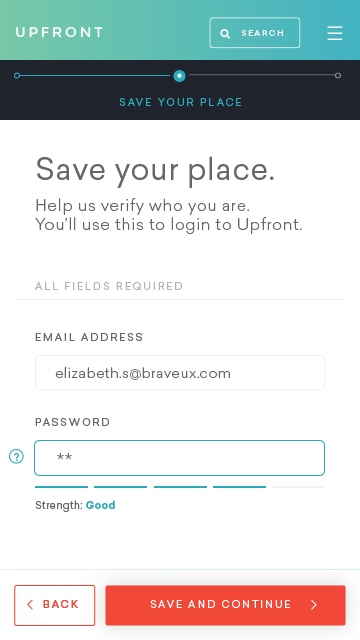 UPFRONT
SEARCH
SAVE YOUR PLACE
Save your place.
Help us verify who you are.
You'll use this to login to Upfront.
ALL FIELDS REQUIRED
EMAIL ADDRESS
elizabeth.s@braveux.com
PASSWORD
?
**
Strength: Good
BACK
SAVE AND CONTINUE